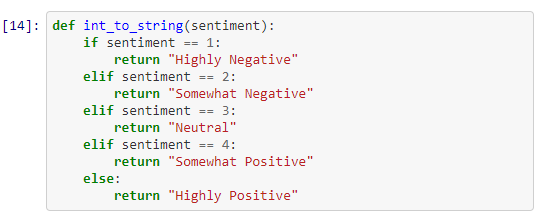 [14]: def int_to_string(sentiment):
    if sentiment == 1:
        return "Highly Negative"
    elif sentiment == 2:
        return "Somewhat Negative"
    elif sentiment == 3:
        return "Neutral"
    elif sentiment == 4:
        return "Somewhat Positive"
    else:
        return "Highly Positive"